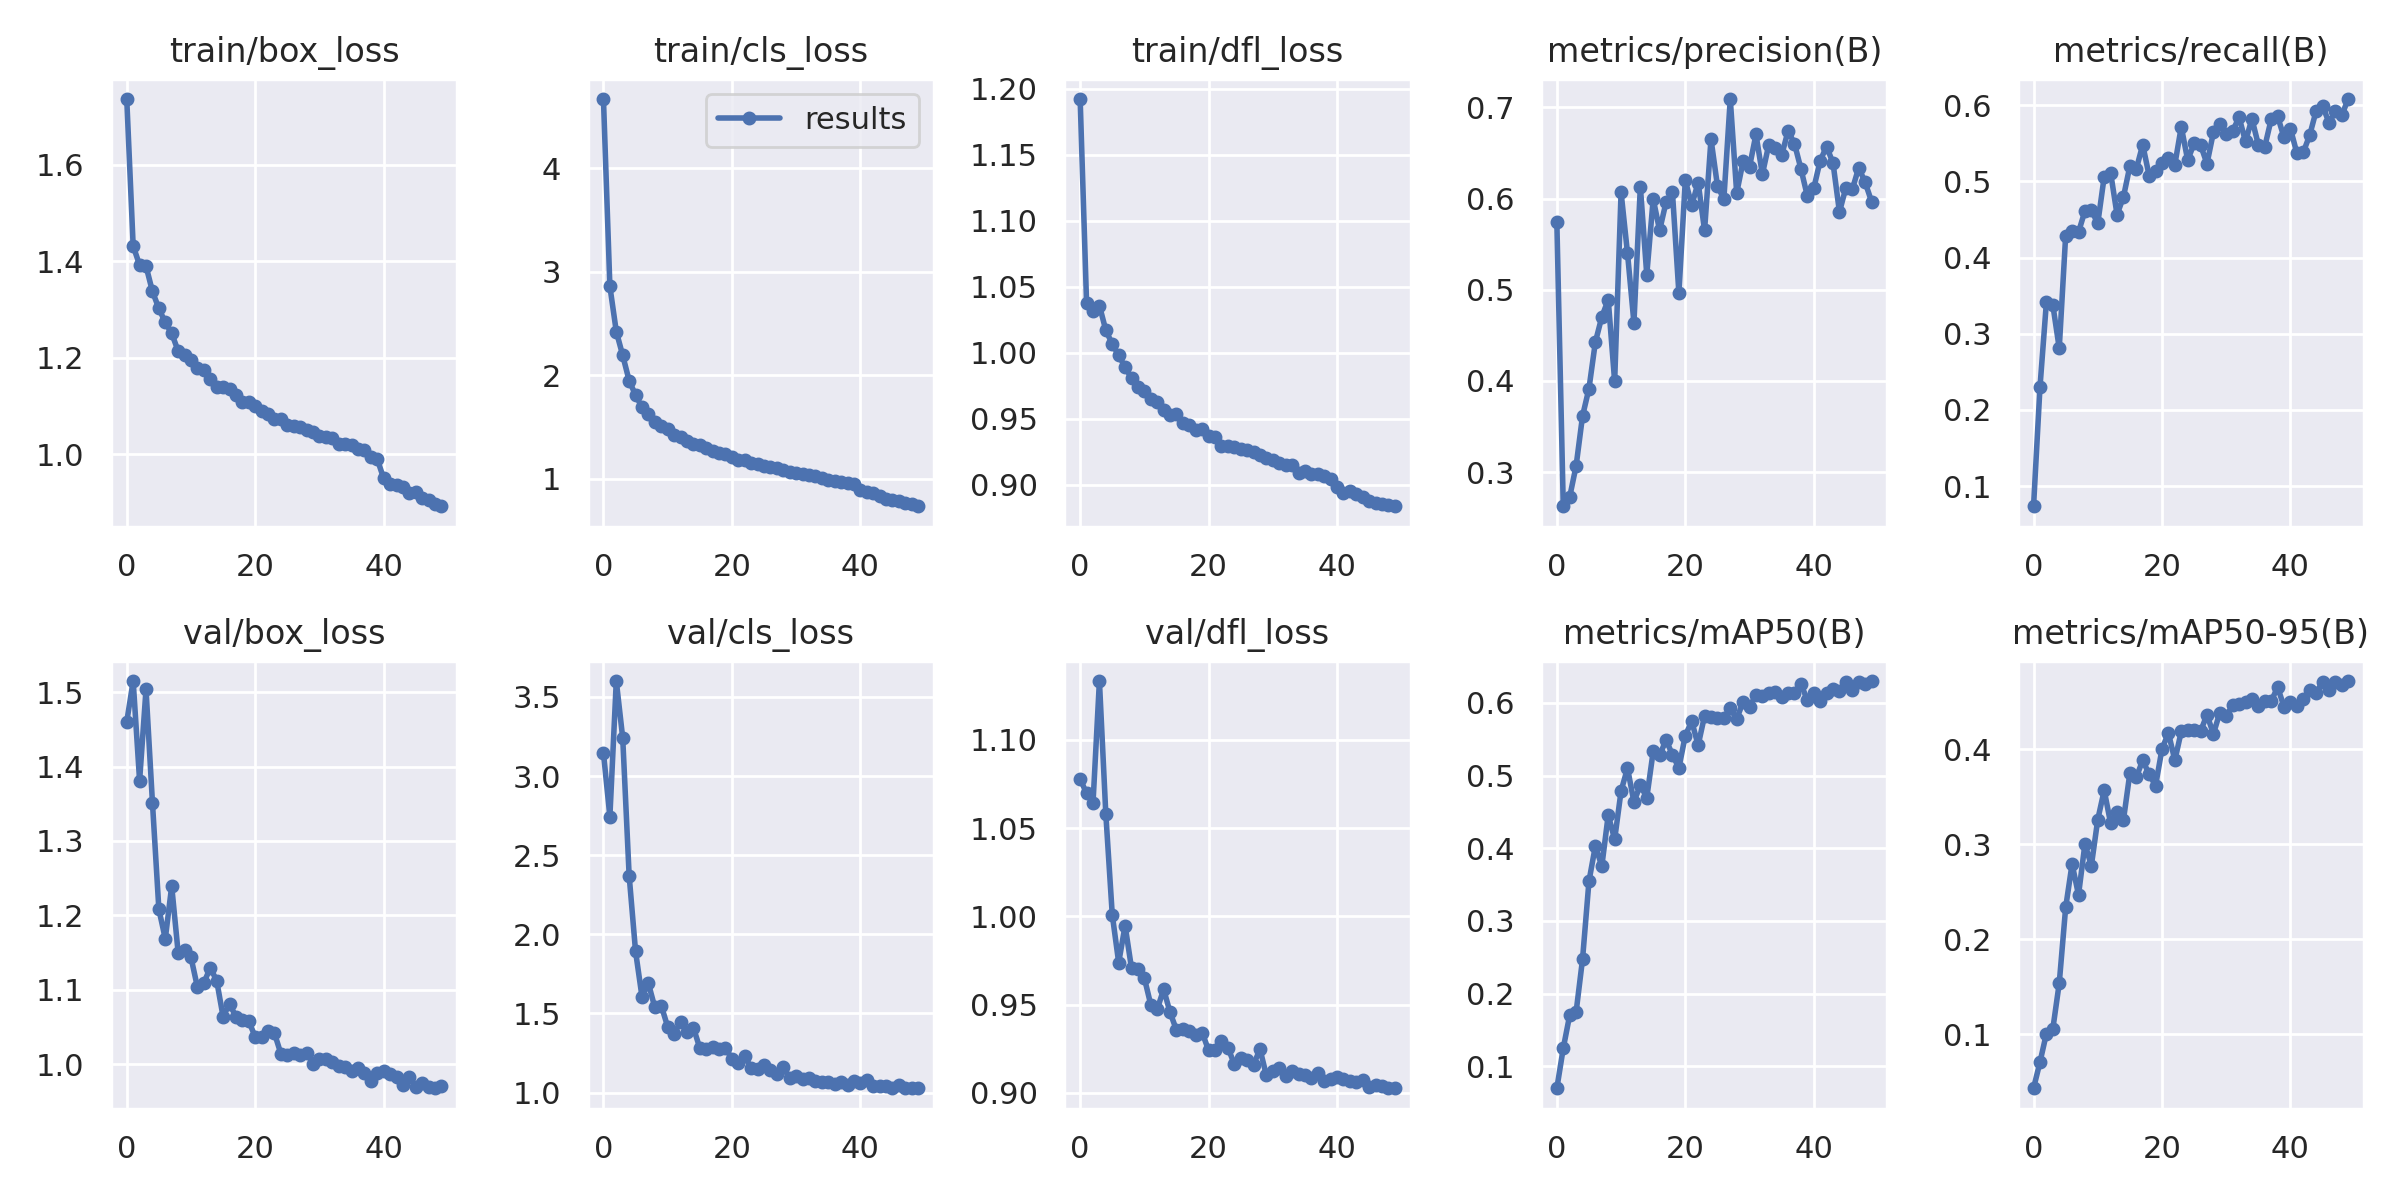 train/box_loss
1.6
1.4
1.2
1.0
0 20 40
train/cls_loss
results
4
3
2
1
0 20 40
train/dfl_loss
1.20
1.15
1.10
1.05
1.00
0.95
0.90
0 20 40
metrics/precision(B)
0.7
0.6
0.5
0.4
0.3
0 20 40
metrics/recall(B)
0.6
0.5
0.4
0.3
0.2
0.1
0 20 40
val/box_loss
1.5
1.4
1.3
1.2
1.1
1.0
0 20 40
val/cls_loss
3.5
3.0
2.5
2.0
1.5
1.0
0 20 40
val/dfl_loss
1.10
1.05
1.00
0.95
0.90
0 20 40
metrics/mAP50(B)
0.6
0.5
0.4
0.3
0.2
0.1
0 20 40
metrics/mAP50-95(B)
0.4
0.3
0.2
0.1
0 20 40